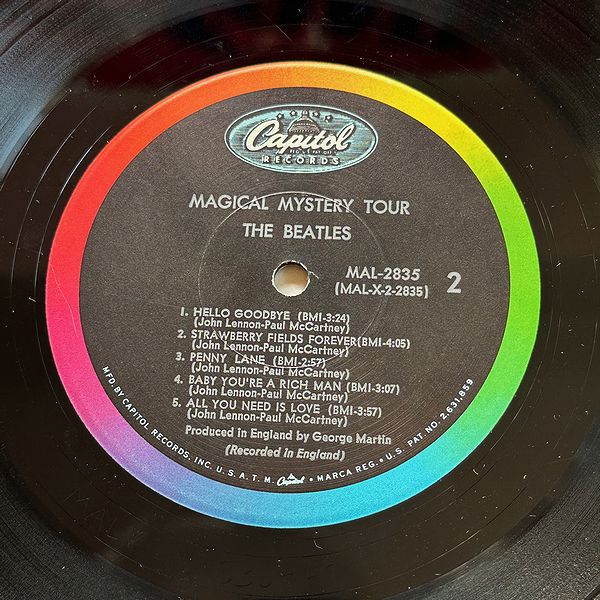 Capitol
REG. U.S. PAT. OFF.
RECORDS
MAGICAL MYSTERY TOUR
THE BEATLES
MAL-2835
(MAL-X-2-2835)
2
1. HELLO GOODBYE (BMI-3:24)
(John Lennon-Paul McCartney)
2. STRAWBERRY FIELDS FOREVER(BMI-4:05)
(John Lennon-Paul McCartney)
3. PENNY LANE (BMI-2:57)
(John Lennon-Paul McCartney)
4. BABY YOU'RE A RICH MAN (BMI-3:07)
(John Lennon-Paul McCartney)
5. ALL YOU NEED IS LOVE (BMI-3:57)
(John Lennon-Paul McCartney)
Produced in England by George Martin
(Recorded in England)
MFD. BY CAPITOL RECORDS, INC. U.S.A. T.M. Capitol • MARCA REG. • U.S. PAT. NO. 2,631,859